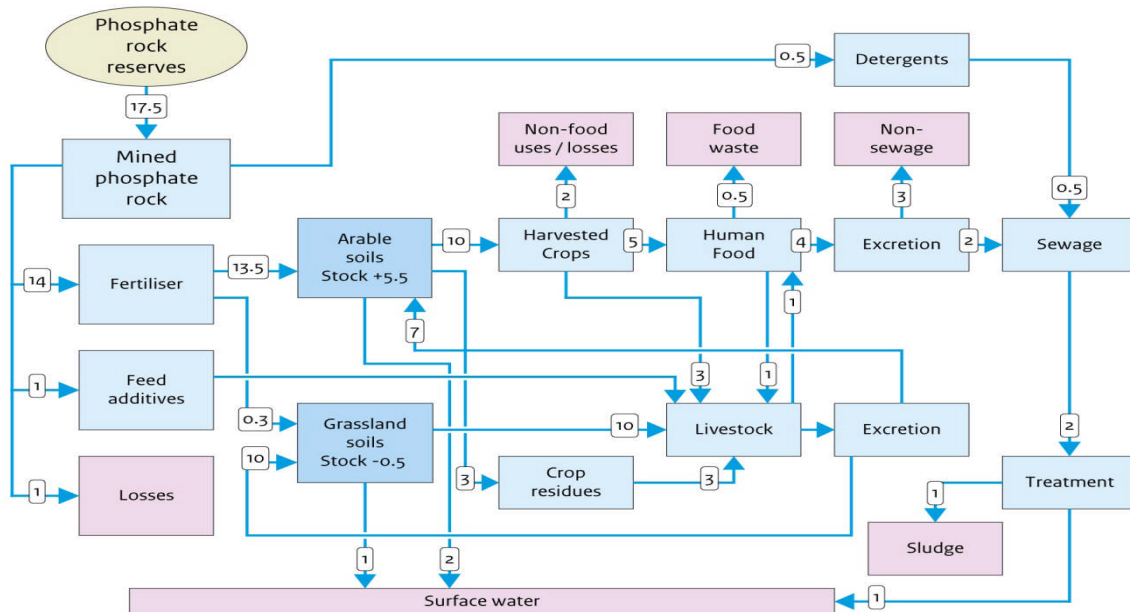 Phosphate
rock
reserves
17.5
Mined
phosphate
rock
0.5
Detergents
0.5
Non-food
uses / losses
Food
waste
Non-
sewage
2
0.5
3
14
Fertiliser
13.5
Arable
soils
Stock +5.5
10
Harvested
Crops
5
Human
Food
4
Excretion
2
Sewage
7
1
1
Feed
additives
3
1
0.3
10
Grassland
soils
Stock -0.5
10
Livestock
Excretion
2
1
Losses
3
Crop
residues
3
1
Treatment
Sludge
1
2
Surface water
1